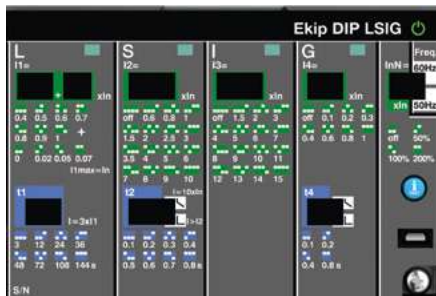 Ekip DIP LSIG
L
I1=
+
xIn
0.4 0.5 0.6 0.7
0.8 0.9 1 +
0 0.02 0.05 0.07
I1max=In
t1
I=3xI1
3 12 24 36
48 72 108 144s
S/N
S
I2=
xIn
off 0.6 0.8 1
1.5 2 2.5 3
3.5 4 5 6
7 8 9 10
t2
I=10xIn
I>I2
0.1 0.2 0.3 0.4
0.5 0.6 0.7 0.8s
I
I3=
xIn
off 1.5 2 3
4 5 6 7
8 9 10 11
12 13 14 15
G
I4=
xIn
off 0.1 0.2 0.3
0.4 0.6 0.8 1
t4
0.1 0.2
0.4 0.8s
InN=
Freq.
60Hz
50Hz
xIn
off 50%
100% 200%
i